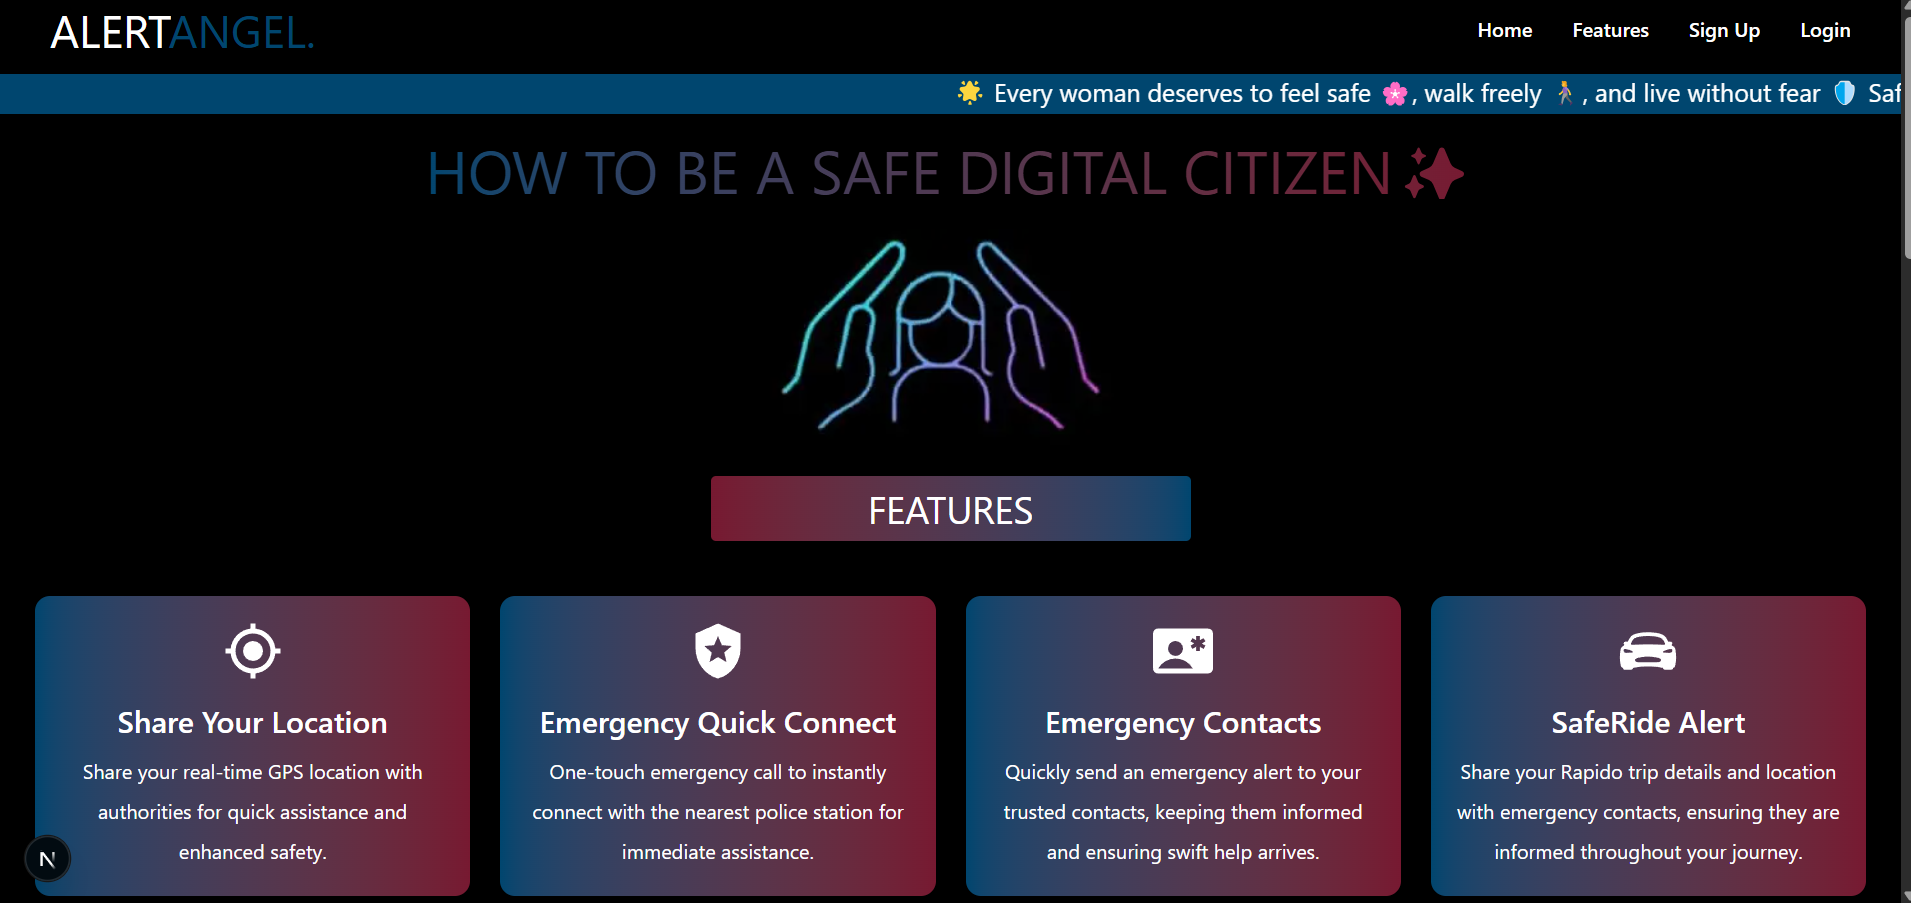 ALERTANGEL.
Home Features Sign Up Login
🌟 Every woman deserves to feel safe 🌸, walk freely 🚶‍♀️, and live without fear 🛡️ Saf
HOW TO BE A SAFE DIGITAL CITIZEN
FEATURES
Share Your Location
Share your real-time GPS location with
authorities for quick assistance and
enhanced safety.
Emergency Quick Connect
One-touch emergency call to instantly
connect with the nearest police station for
immediate assistance.
Emergency Contacts
Quickly send an emergency alert to your
trusted contacts, keeping them informed
and ensuring swift help arrives.
SafeRide Alert
Share your Rapido trip details and location
with emergency contacts, ensuring they are
informed throughout your journey.
N